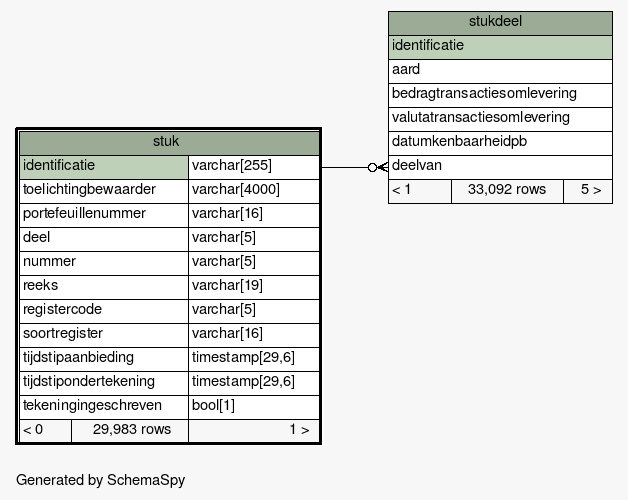 stukdeel
identificatie
aard
bedragtransactiesomlevering
valutatransactiesomlevering
datumkenbaarheidpb
deelvan
< 1 33,092 rows 5 >
stuk
identificatie varchar[255]
toelichtingbewaarder varchar[4000]
portefeuillenummer varchar[16]
deel varchar[5]
nummer varchar[5]
reeks varchar[19]
registercode varchar[5]
soortregister varchar[16]
tijdstipaanbieding timestamp[29,6]
tijdstipondertekening timestamp[29,6]
tekeningingeschreven bool[1]
< 0 29,983 rows 1 >
Generated by SchemaSpy